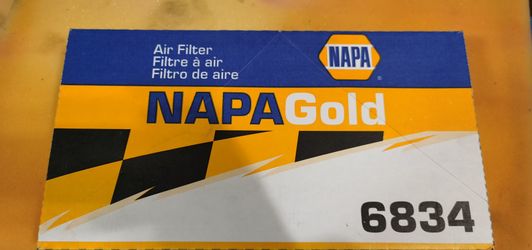 Air Filter
Filtre à air
Filtro de aire
NAPA
®
NAPAGold
6834